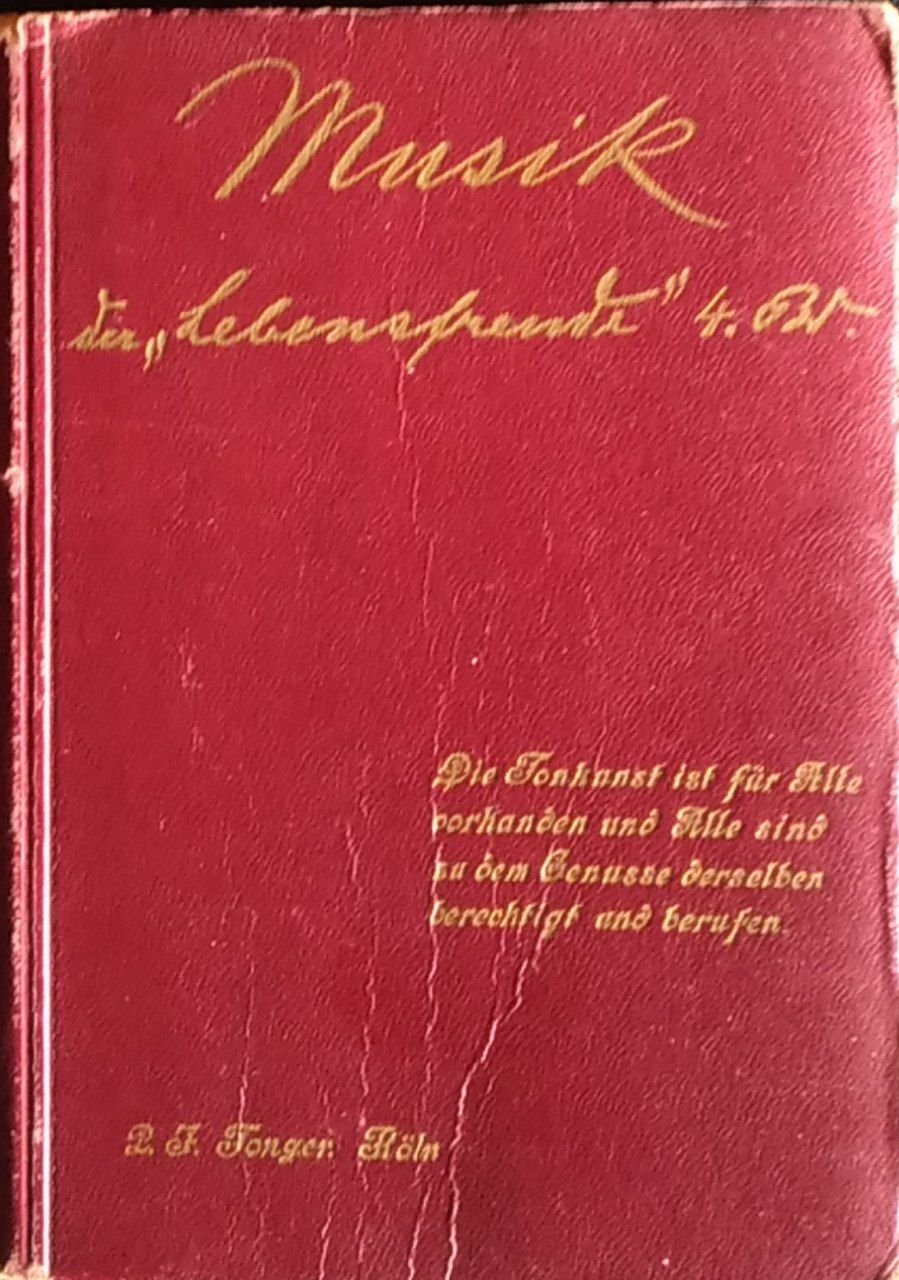 Musik
der „Lebensfreude” 4. Bd.
Die Tonkunst ist für Alle
vorhanden und Alle sind
zu dem Genusse derselben
berechtigt und berufen.
P. J. Tonger. Köln